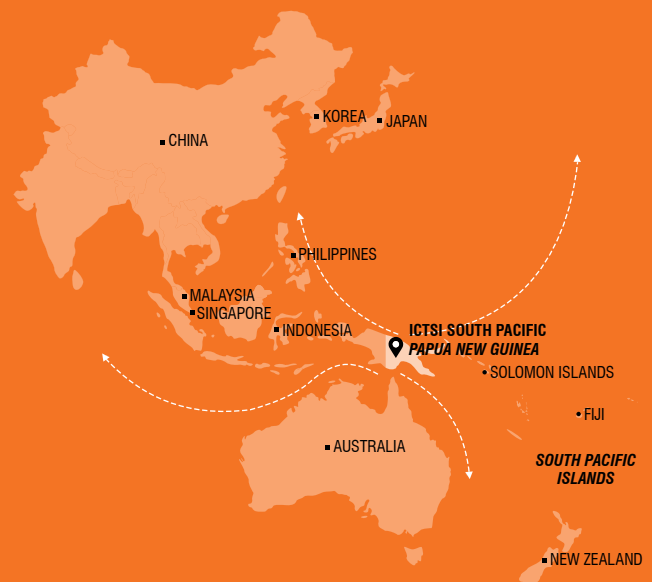 KOREA
JAPAN
CHINA
PHILIPPINES
MALAYSIA
SINGAPORE
INDONESIA
ICTSI SOUTH PACIFIC
PAPUA NEW GUINEA
SOLOMON ISLANDS
FIJI
AUSTRALIA
SOUTH PACIFIC
ISLANDS
NEW ZEALAND